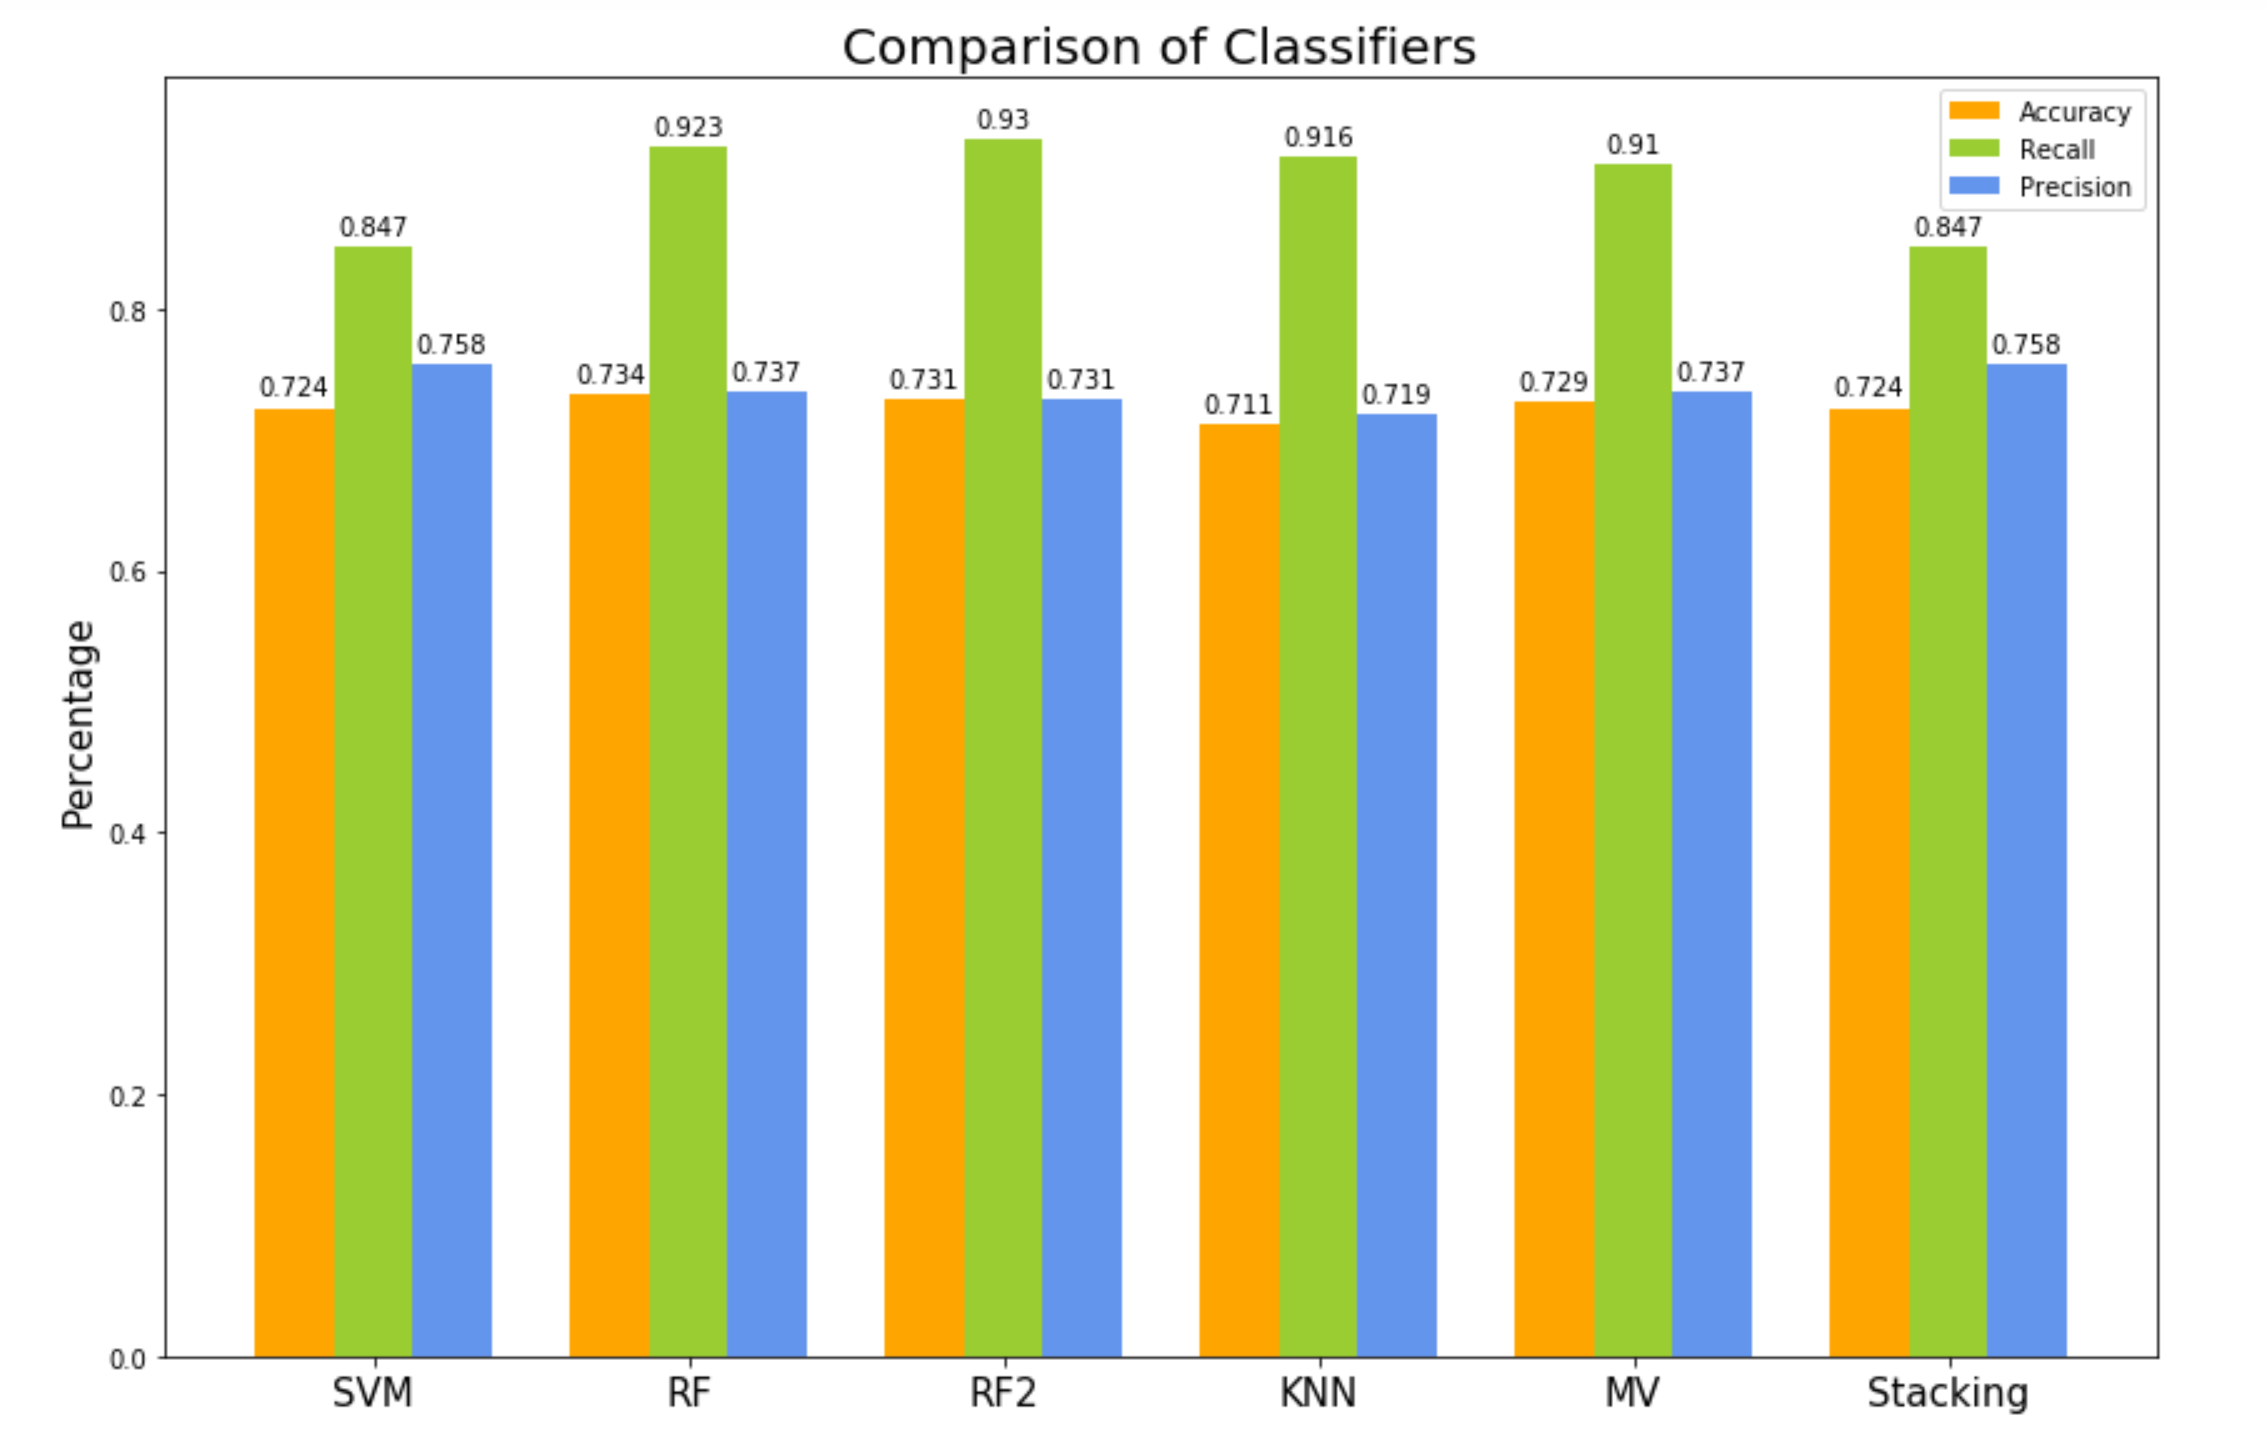 Comparison of Classifiers
Accuracy
Recall
Precision
0.847
0.923
0.93
0.916
0.91
0.847
0.724
0.758
0.734
0.737
0.731
0.731
0.711
0.719
0.729
0.737
0.724
0.758
Percentage
0.8
0.6
0.4
0.2
0.0
SVM
RF
RF2
KNN
MV
Stacking